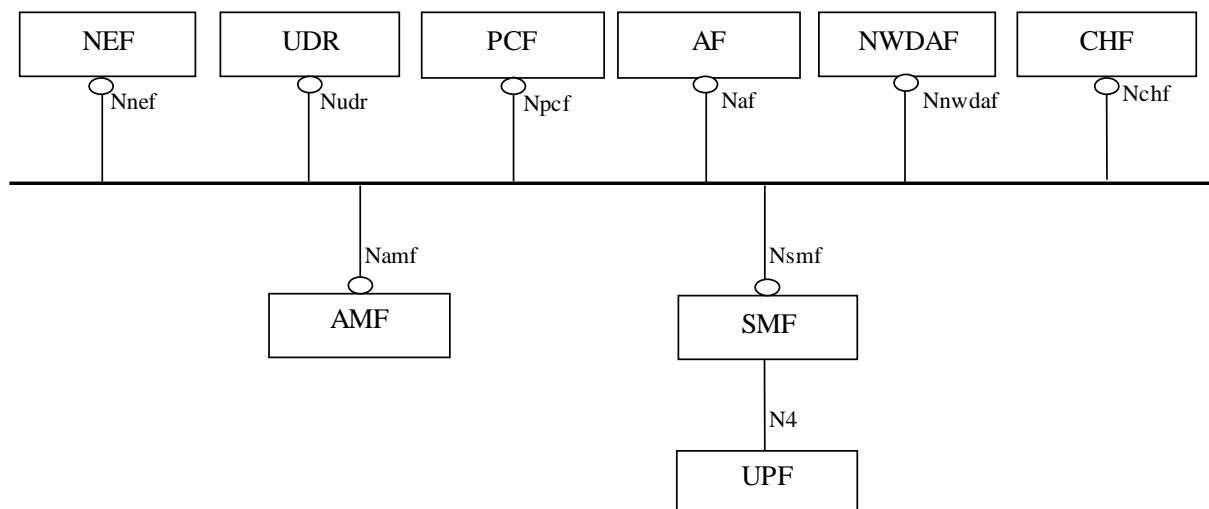 NEF
UDR
PCF
AF
NWDAF
CHF
Nnef
Nudr
Npcf
Naf
Nnwdaf
Nchf
Namf
Nsmf
AMF
SMF
N4
UPF